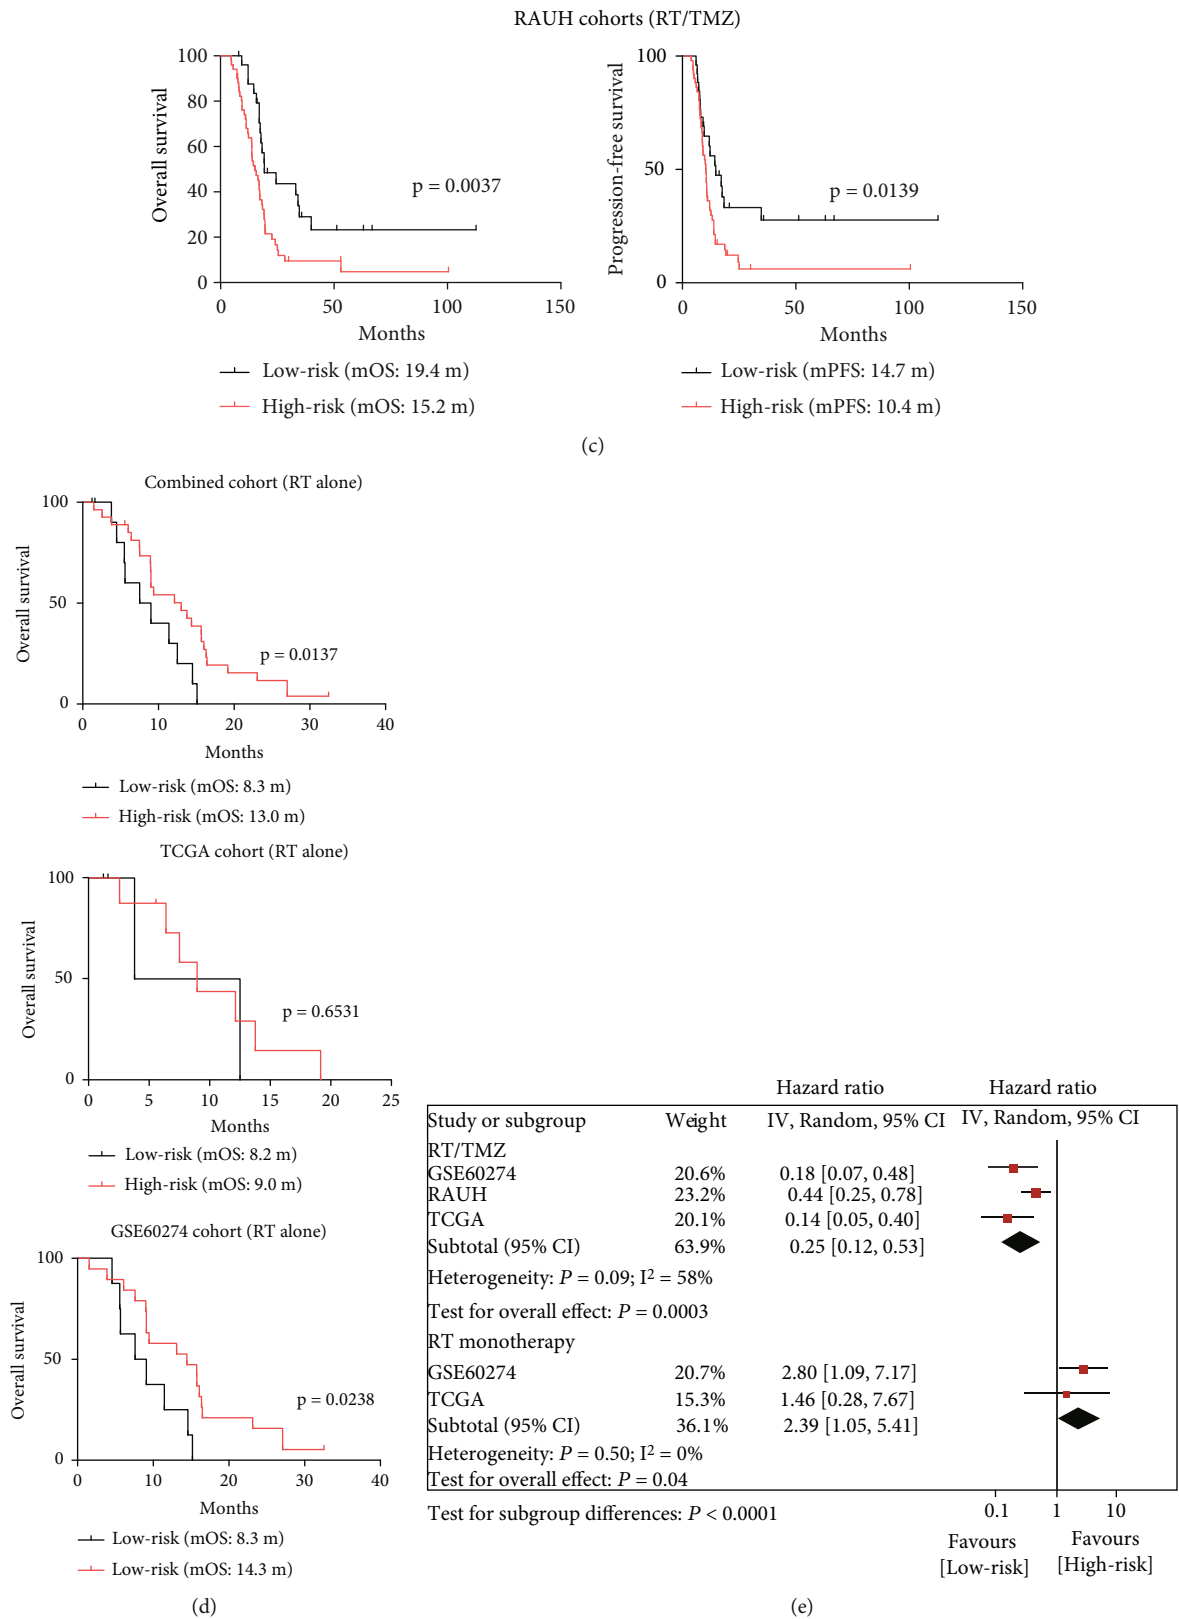 RAUH cohorts (RT/TMZ)
Overall survival
100
80
60
40
20
0
p = 0.0037
0 50 100 150
Months
Low-risk (mOS: 19.4 m)
High-risk (mOS: 15.2 m)
Progression-free survival
100
50
0
p = 0.0139
0 50 100 150
Months
Low-risk (mPFS: 14.7 m)
High-risk (mPFS: 10.4 m)
(c)
Combined cohort (RT alone)
Overall survival
100
50
0
p = 0.0137
0 10 20 30 40
Months
Low-risk (mOS: 8.3 m)
High-risk (mOS: 13.0 m)
TCGA cohort (RT alone)
Overall survival
100
50
0
p = 0.6531
0 5 10 15 20 25
Months
Low-risk (mOS: 8.2 m)
High-risk (mOS: 9.0 m)
GSE60274 cohort (RT alone)
Overall survival
100
50
0
p = 0.0238
0 10 20 30 40
Months
Low-risk (mOS: 8.3 m)
Low-risk (mOS: 14.3 m)
(d)
Hazard ratio Hazard ratio
Study or subgroup Weight IV, Random, 95% CI IV, Random, 95% CI
RT/TMZ
GSE60274 20.6% 0.18 [0.07, 0.48]
RAUH 23.2% 0.44 [0.25, 0.78]
TCGA 20.1% 0.14 [0.05, 0.40]
Subtotal (95% CI) 63.9% 0.25 [0.12, 0.53]
Heterogeneity: P = 0.09; I² = 58%
Test for overall effect: P = 0.0003
RT monotherapy
GSE60274 20.7% 2.80 [1.09, 7.17]
TCGA 15.3% 1.46 [0.28, 7.67]
Subtotal (95% CI) 36.1% 2.39 [1.05, 5.41]
Heterogeneity: P = 0.50; I² = 0%
Test for overall effect: P = 0.04
Test for subgroup differences: P < 0.0001
0.1 1 10
Favours Favours
[Low-risk] [High-risk]
(e)